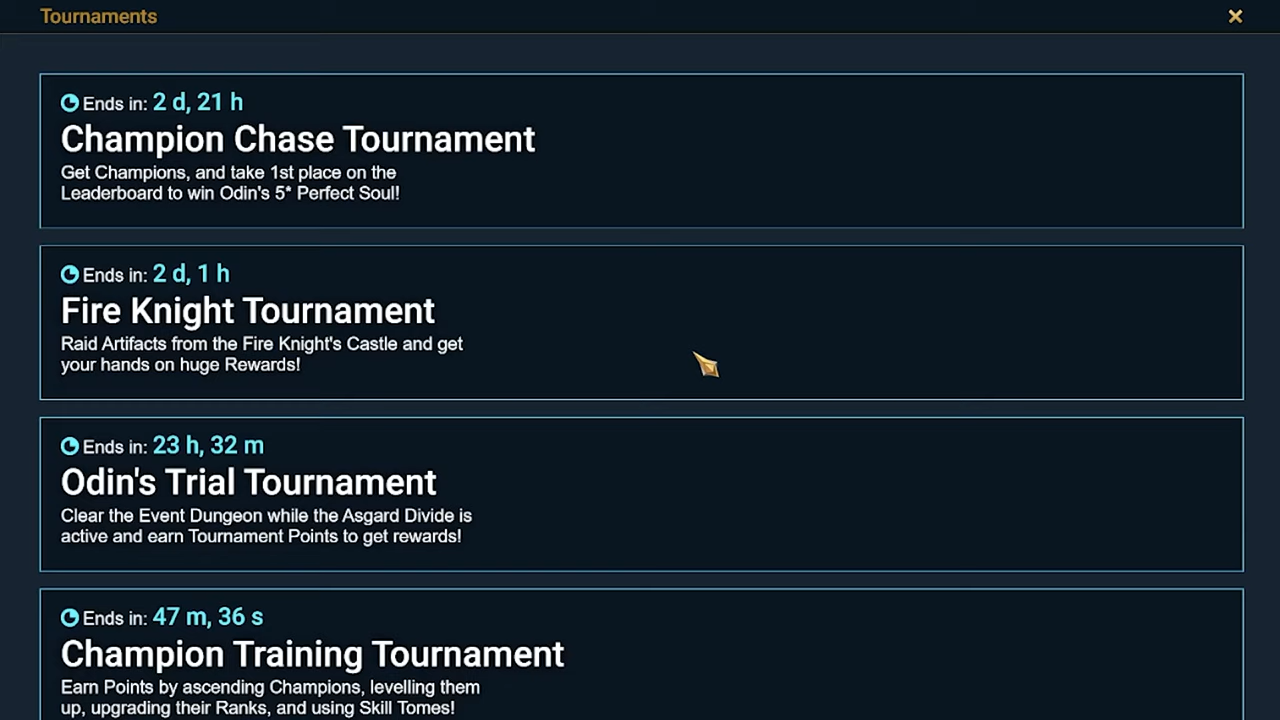 Tournaments
Ends in: 2 d, 21 h
Champion Chase Tournament
Get Champions, and take 1st place on the
Leaderboard to win Odin's 5* Perfect Soul!
Ends in: 2 d, 1 h
Fire Knight Tournament
Raid Artifacts from the Fire Knight's Castle and get
your hands on huge Rewards!
Ends in: 23 h, 32 m
Odin's Trial Tournament
Clear the Event Dungeon while the Asgard Divide is
active and earn Tournament Points to get rewards!
Ends in: 47 m, 36 s
Champion Training Tournament
Earn Points by ascending Champions, levelling them
up, upgrading their Ranks, and using Skill Tomes!